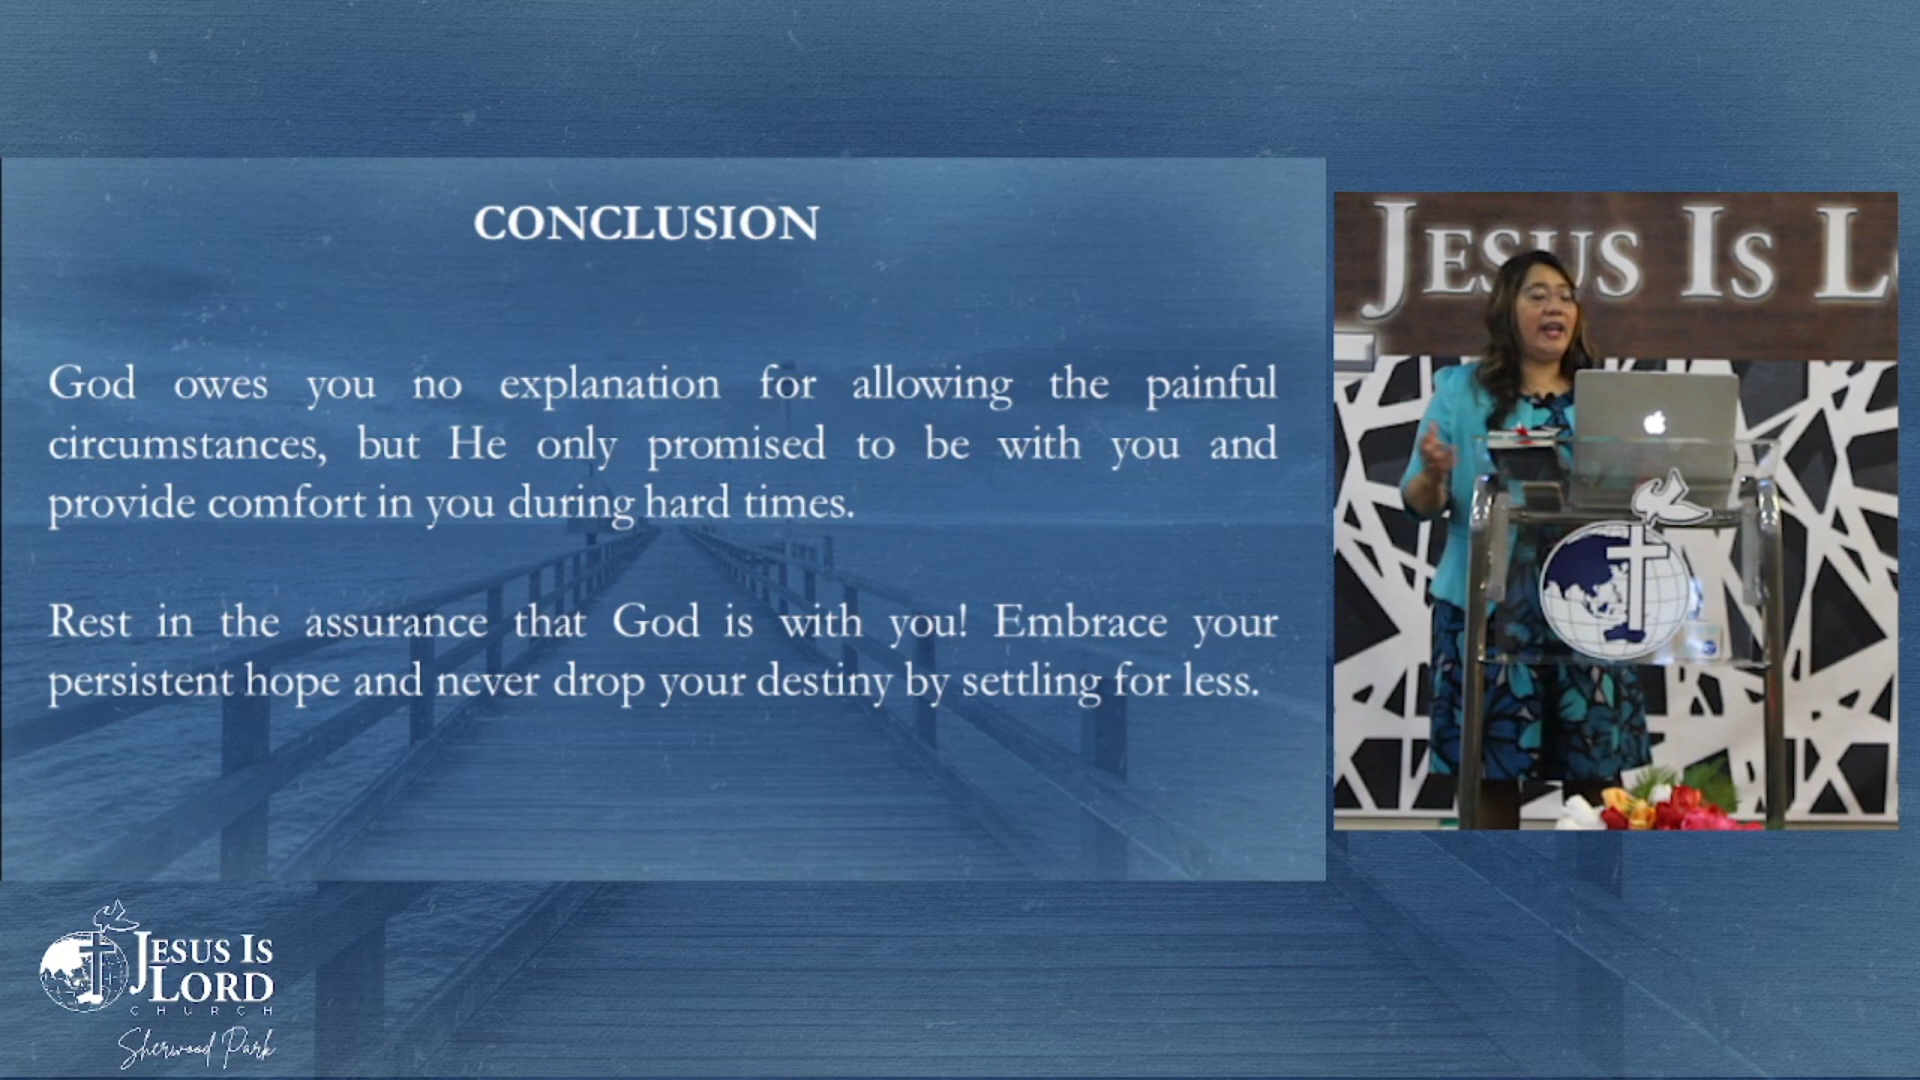 CONCLUSION
God owes you no explanation for allowing the painful
circumstances, but He only promised to be with you and
provide comfort in you during hard times.
Rest in the assurance that God is with you! Embrace your
persistent hope and never drop your destiny by settling for less.
JESUS IS L
JESUS IS
LORD
CHURCH
Sherwood Park